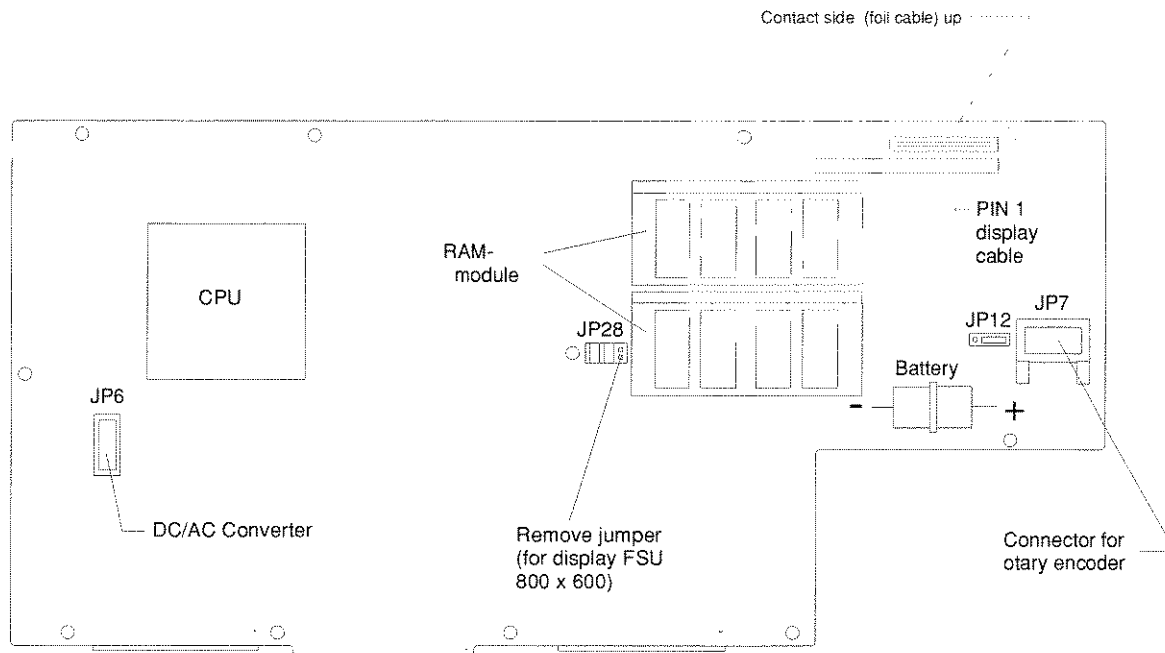 Contact side (foil cable) up
PIN 1
display
cable
RAM-
module
CPU
JP28
JP12
JP7
Battery
- +
JP6
DC/AC Converter
Remove jumper
(for display FSU
800 x 600)
Connector for
otary encoder